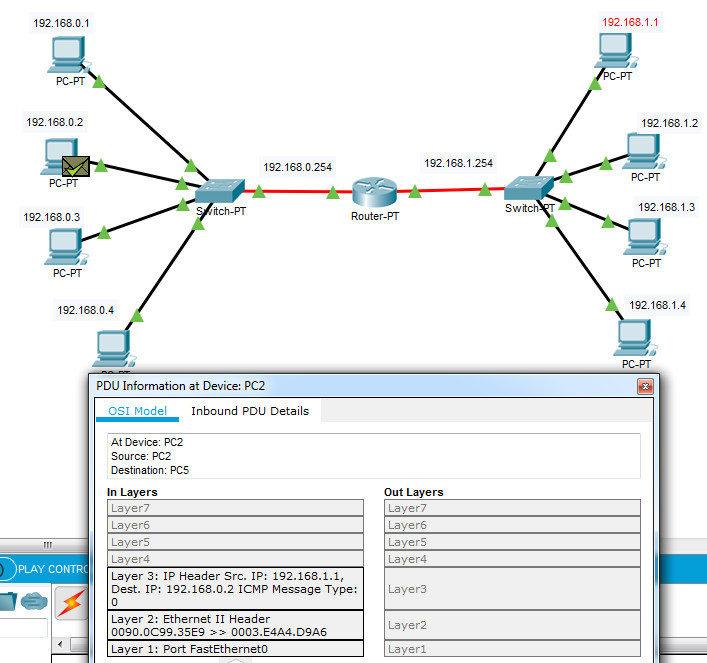 192.168.0.1
PC-PT
192.168.1.1
PC-PT
192.168.0.2
PC-PT
192.168.1.2
PC-PT
192.168.0.254
192.168.1.254
Switch-PT
Router-PT
Switch-PT
192.168.0.3
PC-PT
192.168.1.3
PC-PT
192.168.0.4
PC-PT
192.168.1.4
PC-PT
PDU Information at Device: PC2
OSI Model
Inbound PDU Details
At Device: PC2
Source: PC2
Destination: PC5
In Layers
Out Layers
Layer7
Layer7
Layer6
Layer6
Layer5
Layer5
Layer4
Layer4
Layer 3: IP Header Src. IP: 192.168.1.1,
Dest. IP: 192.168.0.2 ICMP Message Type:
0
Layer3
Layer 2: Ethernet II Header
0090.0C99.35E9 >> 0003.E4A4.D9A6
Layer2
Layer 1: Port FastEthernet0
Layer1
PLAY CONTRO